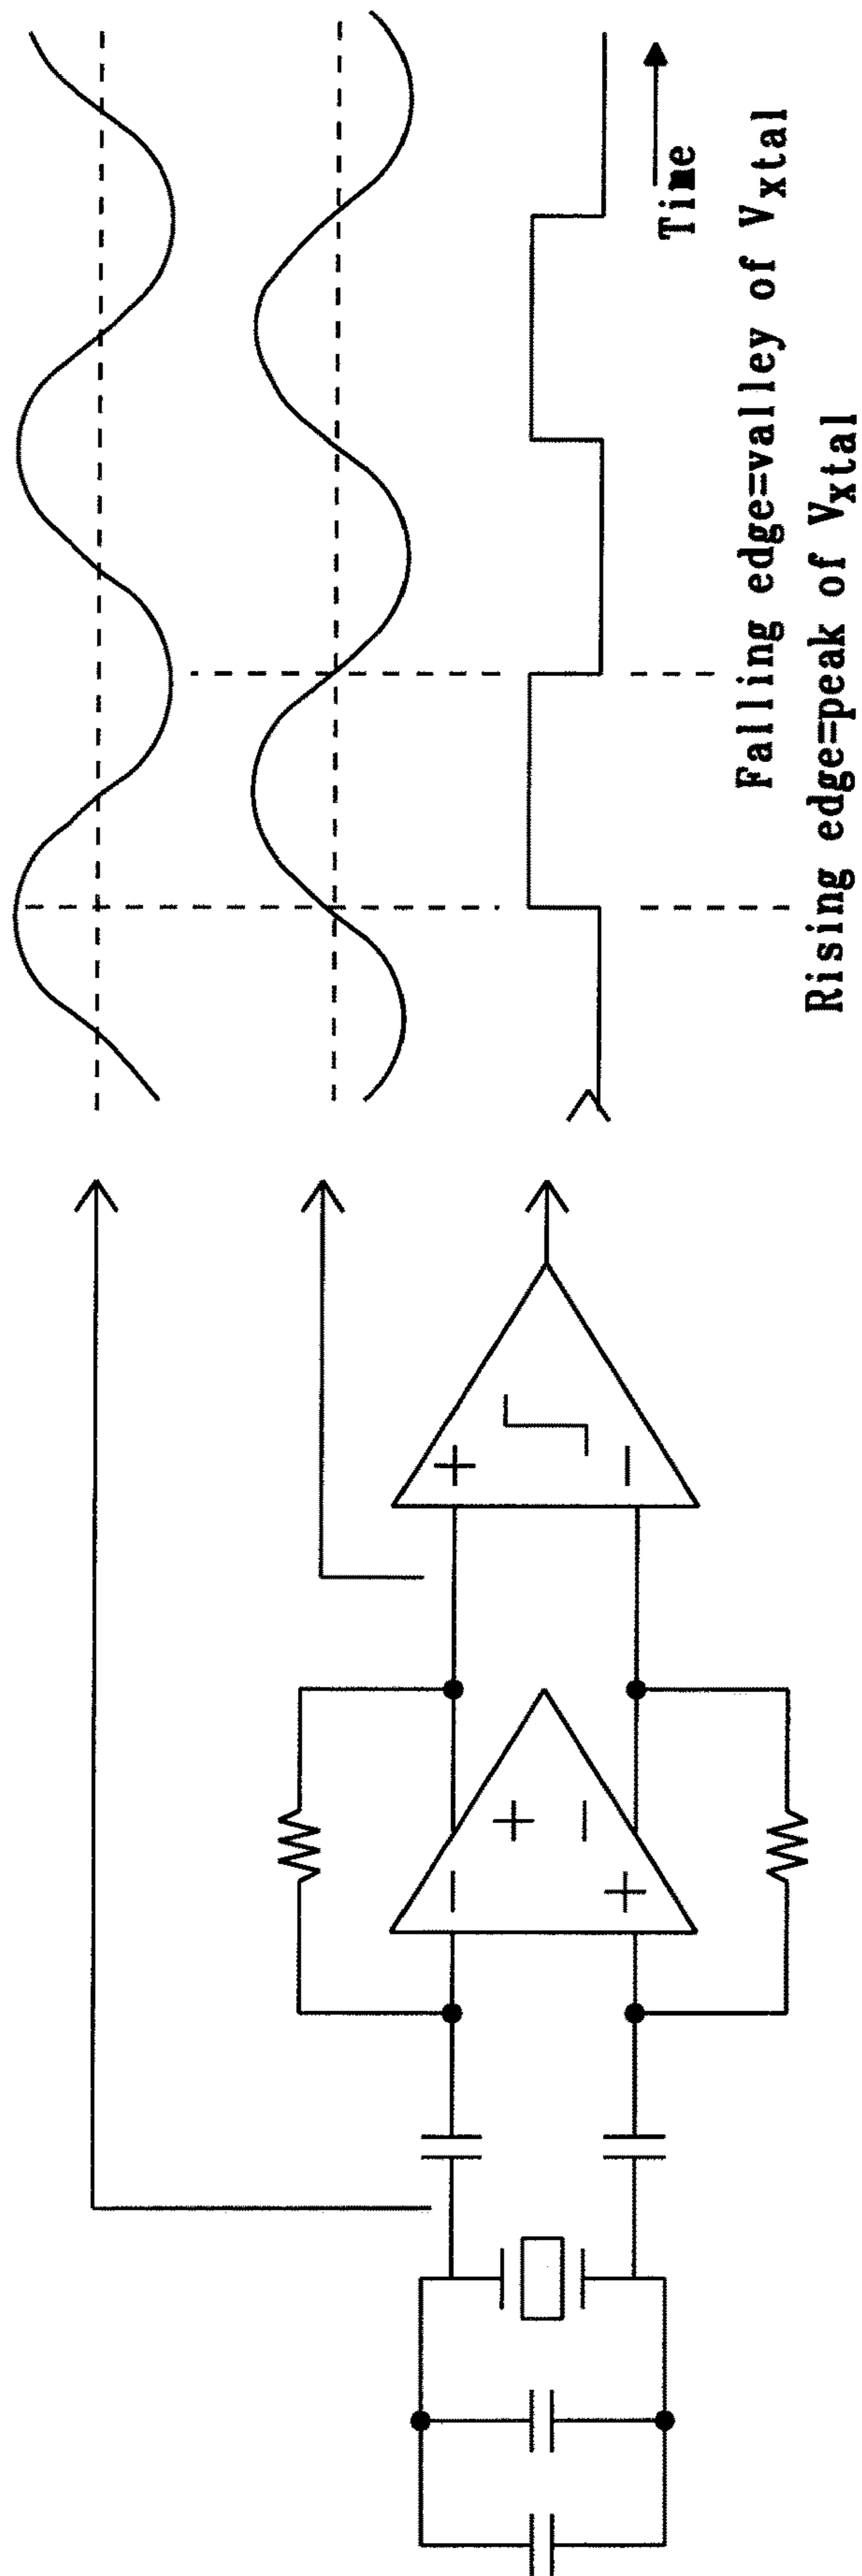 Time
Falling edge=valley of Vxtal
Rising edge=peak of Vxtal